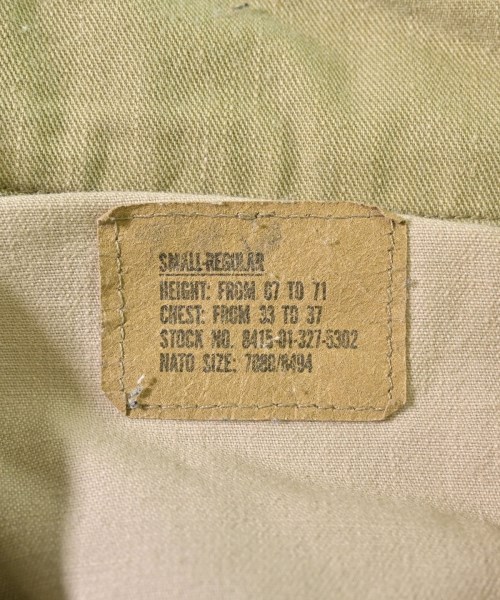 SMALL-REGULAR
HEIGHT: FROM 67 TO 71
CHEST: FROM 33 TO 37
STOCK NO. 8415-01-327-5302
NATO SIZE: 7080/8494